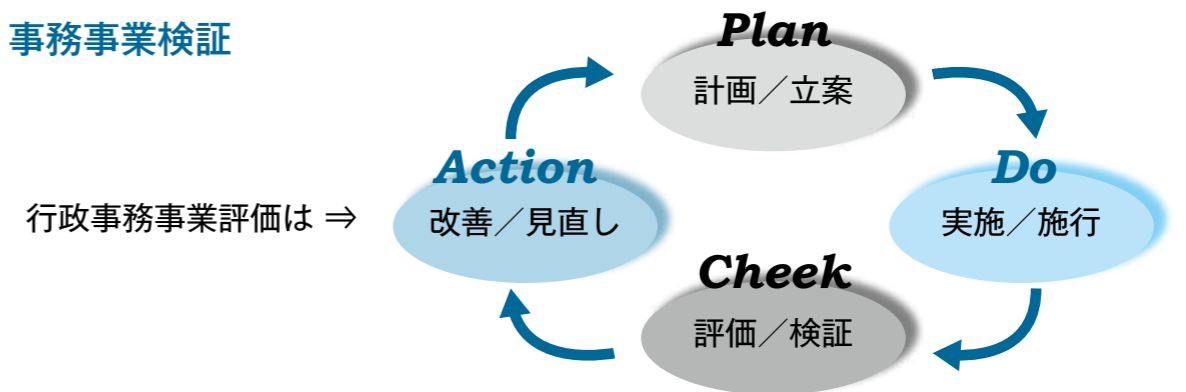 事務事業検証
Plan
計画／立案
Do
実施／施行
Cheek
評価／検証
Action
改善／見直し
行政事務事業評価は ⇒